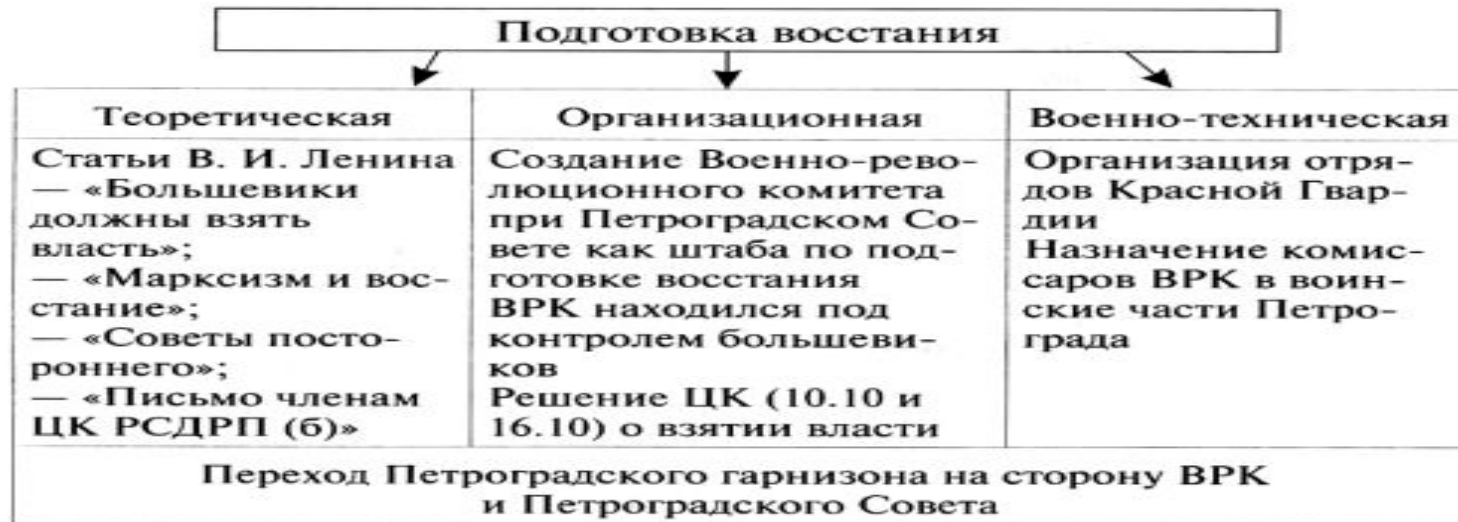 Подготовка восстания
Теоретическая
Статьи В. И. Ленина
— «Большевики
должны взять
власть»;
— «Марксизм и вос-
стание»;
— «Советы посто-
роннего»;
— «Письмо членам
ЦК РСДРП (б)»
Организационная
Создание Военно-рево-
люционного комитета
при Петроградском Со-
вете как штаба по под-
готовке восстания
ВРК находился под
контролем большеви-
ков
Решение ЦК (10.10 и
16.10) о взятии власти
Военно-техническая
Организация отря-
дов Красной Гвар-
дии
Назначение комис-
саров ВРК в воин-
ские части Петро-
града
Переход Петроградского гарнизона на сторону ВРК
и Петроградского Совета